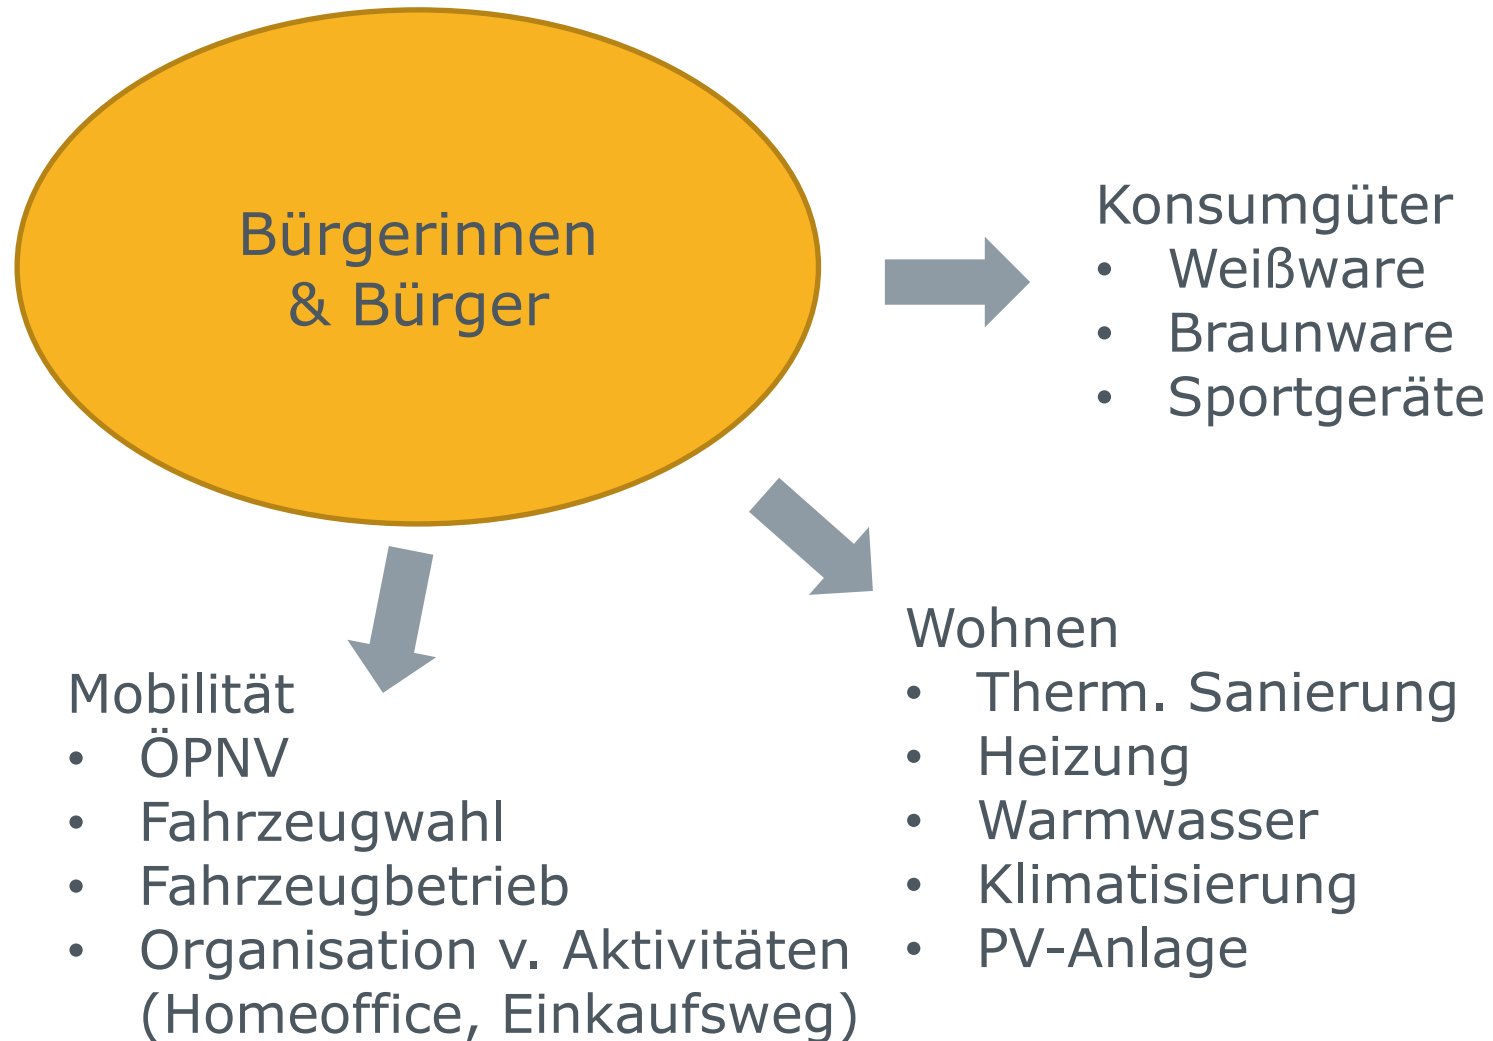 Bürgerinnen
& Bürger
Konsumgüter
• Weißware
• Braunware
• Sportgeräte
Wohnen
• Therm. Sanierung
• Heizung
• Warmwasser
• Klimatisierung
• PV-Anlage
Mobilität
• ÖPNV
• Fahrzeugwahl
• Fahrzeugbetrieb
• Organisation v. Aktivitäten
(Homeoffice, Einkaufsweg)